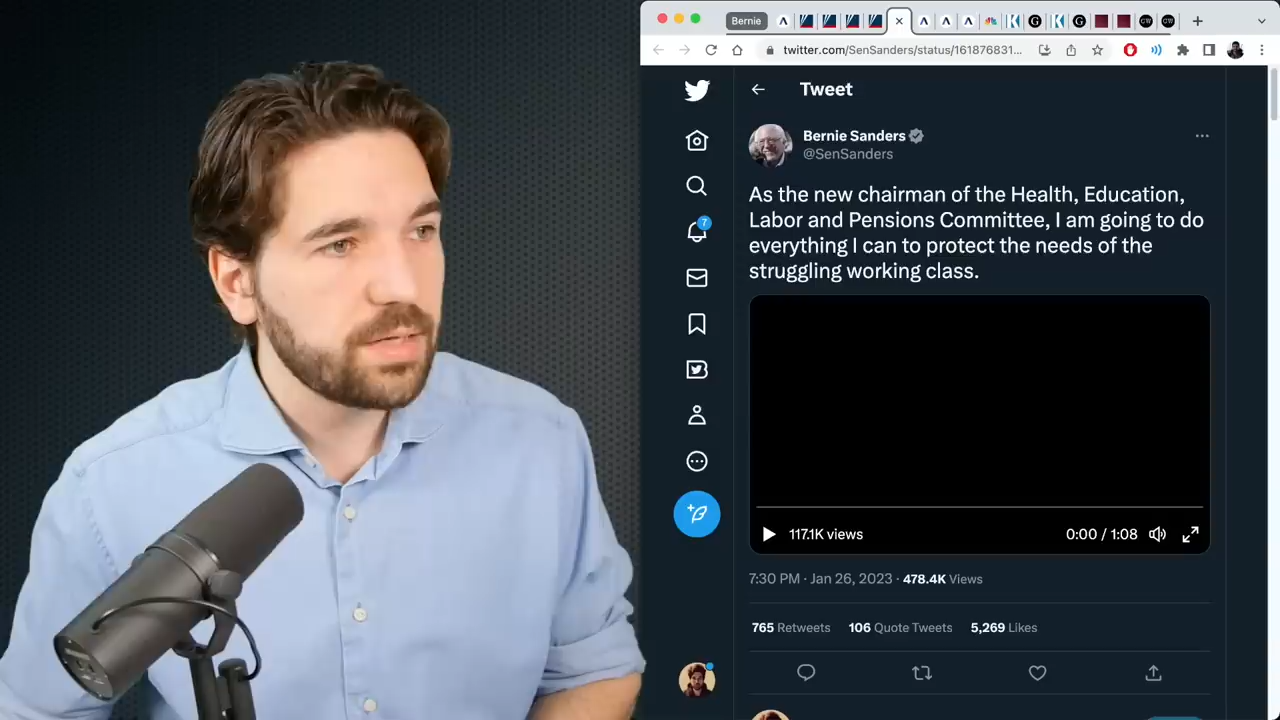 Bernie
twitter.com/SenSanders/status/161876831...
Tweet
Bernie Sanders
@SenSanders
As the new chairman of the Health, Education,
Labor and Pensions Committee, I am going to do
everything I can to protect the needs of the
struggling working class.
7
117.1K views
0:00 / 1:08
7:30 PM · Jan 26, 2023 · 478.4K Views
765 Retweets 106 Quote Tweets 5,269 Likes